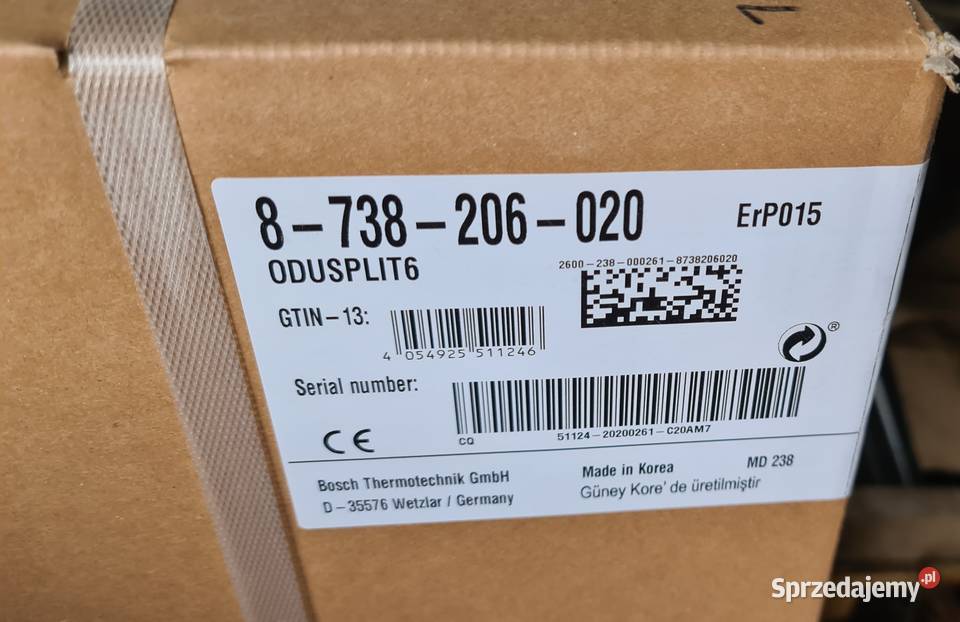 1
8-738-206-020
ErP015
ODUSPLIT6
2600-238-000261-8738206020
GTIN-13:
4 054925 511246
®
Serial number:
CQ
51124-20200261-C20AM7
CE
Bosch Thermotechnik GmbH
D-35576 Wetzlar / Germany
Made in Korea
MD 238
Güney Kore' de üretilmiştir
Sprzedajemy.pl